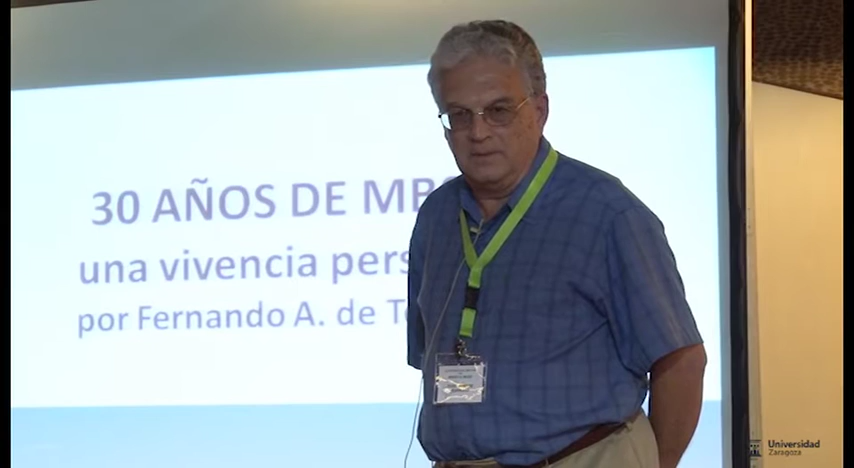 30 AÑOS DE MB
una vivencia pers
por Fernando A. de T
Universidad
Zaragoza